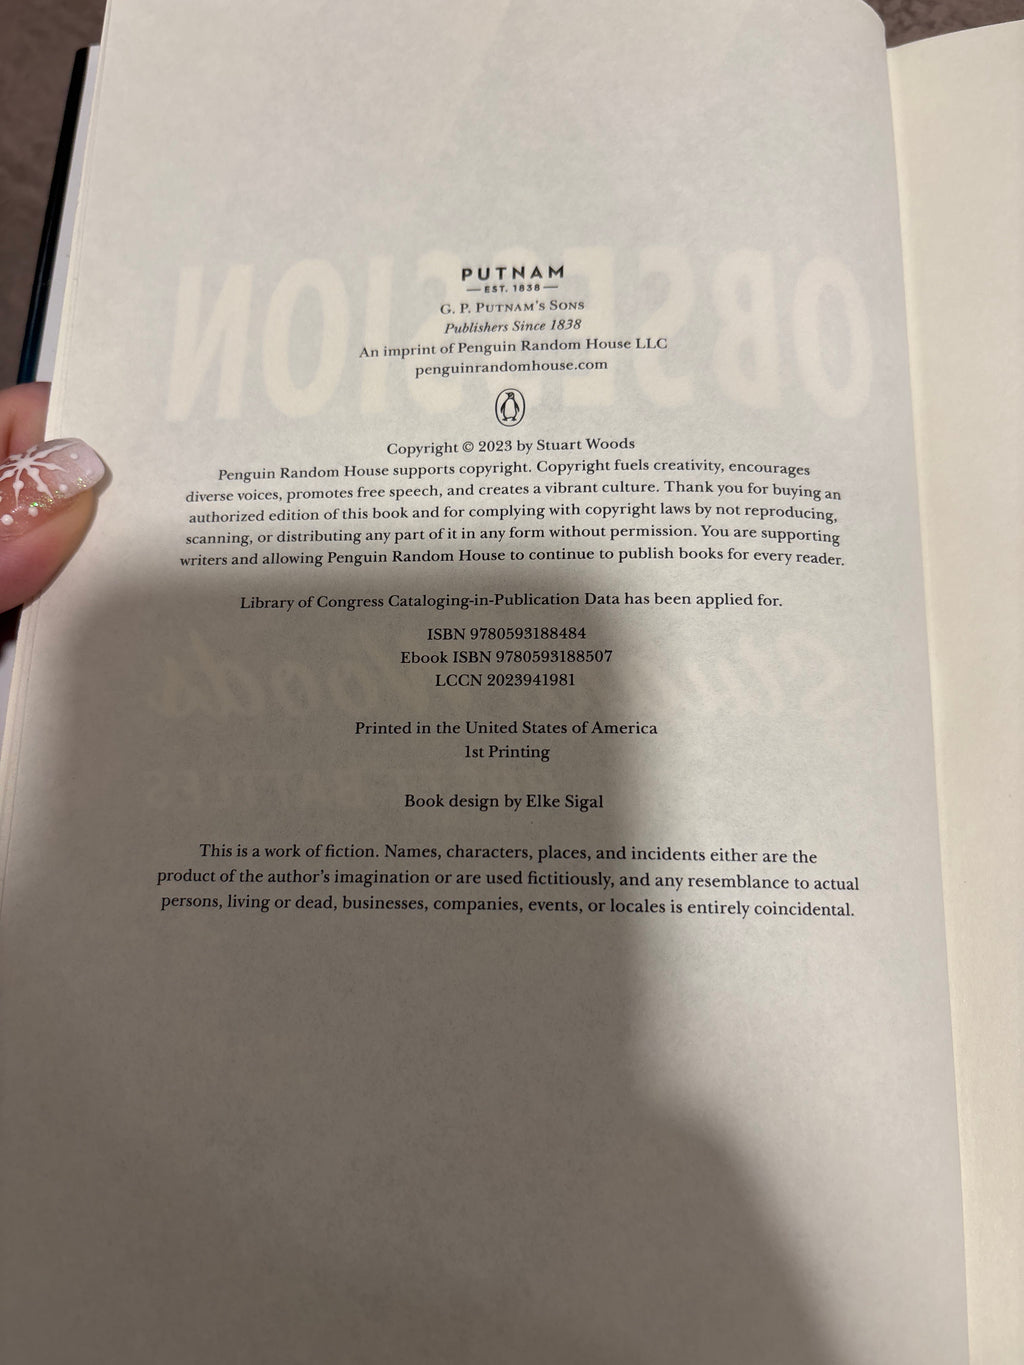 PUTNAM
— EST. 1838 —
G. P. PUTNAM'S SONS
Publishers Since 1838
An imprint of Penguin Random House LLC
penguinrandomhouse.com
Copyright © 2023 by Stuart Woods
Penguin Random House supports copyright. Copyright fuels creativity, encourages
diverse voices, promotes free speech, and creates a vibrant culture. Thank you for buying an
authorized edition of this book and for complying with copyright laws by not reproducing,
scanning, or distributing any part of it in any form without permission. You are supporting
writers and allowing Penguin Random House to continue to publish books for every reader.
Library of Congress Cataloging-in-Publication Data has been applied for.
ISBN 9780593188484
Ebook ISBN 9780593188507
LCCN 2023941981
Printed in the United States of America
1st Printing
Book design by Elke Sigal
This is a work of fiction. Names, characters, places, and incidents either are the
product of the author's imagination or are used fictitiously, and any resemblance to actual
persons, living or dead, businesses, companies, events, or locales is entirely coincidental.
OBSESSION